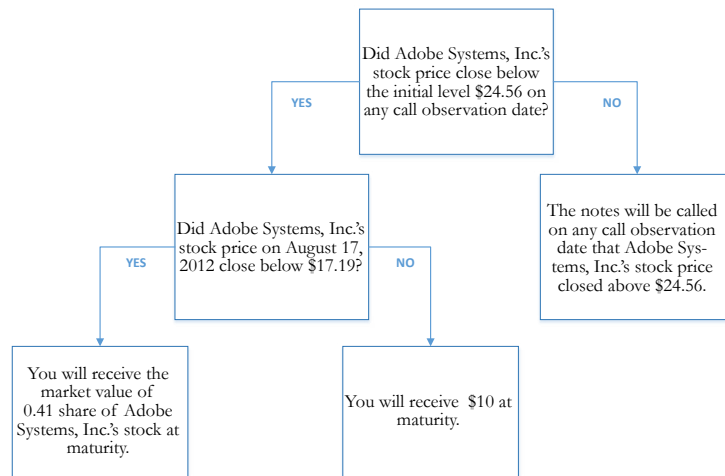 Did Adobe Systems, Inc.'s
stock price close below
the initial level $24.56 on
any call observation date?
YES
NO
Did Adobe Systems, Inc.'s
stock price on August 17,
2012 close below $17.19?
The notes will be called
on any call observation
date that Adobe Sys-
tems, Inc.'s stock price
closed above $24.56.
YES
NO
You will receive the
market value of
0.41 share of Adobe
Systems, Inc.'s stock at
maturity.
You will receive $10 at
maturity.